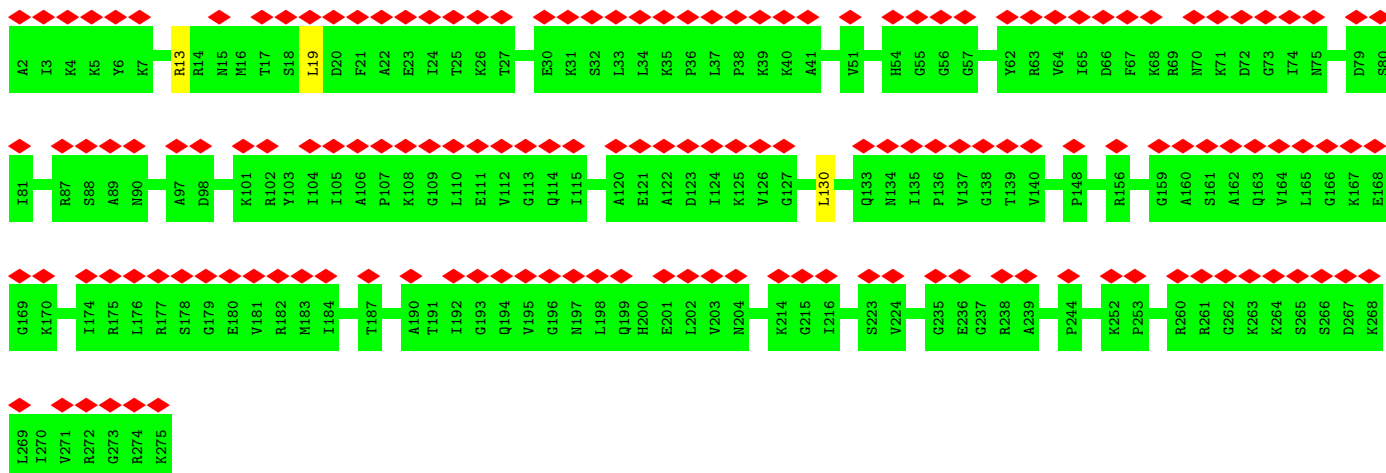 A2 I3 K4 K5 Y6 K7 R13 R14 N15 M16 T17 S18 L19 D20 F21 A22 E23 I24 T25 K26 T27 E30 K31 S32 L33 L34 K35 P36 L37 P38 K39 K40 A41 V51 H54 G55 G56 G57 Y62 R63 V64 I65 D66 F67 K68 R69 N70 K71 D72 G73 I74 N75 D79 S80
I81 R87 S88 A89 N90 A97 D98 K101 R102 Y103 I104 I105 A106 P107 K108 G109 L110 E111 V112 G113 Q114 I115 A120 E121 A122 D123 I124 K125 V126 G127 L130 Q133 N134 I135 P136 V137 G138 T139 V140 P148 R156 G159 A160 S161 A162 Q163 V164 L165 G166 K167 E168
G169 K170 I174 R175 L176 R177 S178 G179 E180 V181 R182 M183 I184 T187 A190 T191 I192 G193 Q194 V195 G196 N197 L198 Q199 H200 E201 L202 V203 N204 K214 G215 I216 S223 V224 G235 E236 G237 R238 A239 P244 K252 P253 R260 R261 G262 K263 K264 S265 S266 D267 K268
L269 I270 V271 R272 G273 R274 K275